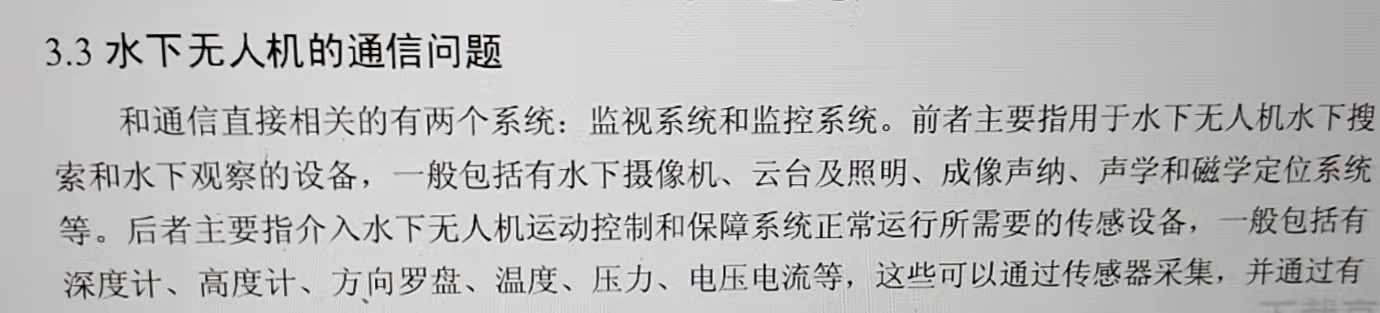 3.3 水下无人机的通信问题
和通信直接相关的有两个系统：监视系统和监控系统。前者主要指用于水下无人机水下搜
索和水下观察的设备，一般包括有水下摄像机、云台及照明、成像声纳、声学和磁学定位系统
等。后者主要指介入水下无人机运动控制和保障系统正常运行所需要的传感设备，一般包括有
深度计、高度计、方向罗盘、温度、压力、电压电流等，这些可以通过传感器采集，并通过有